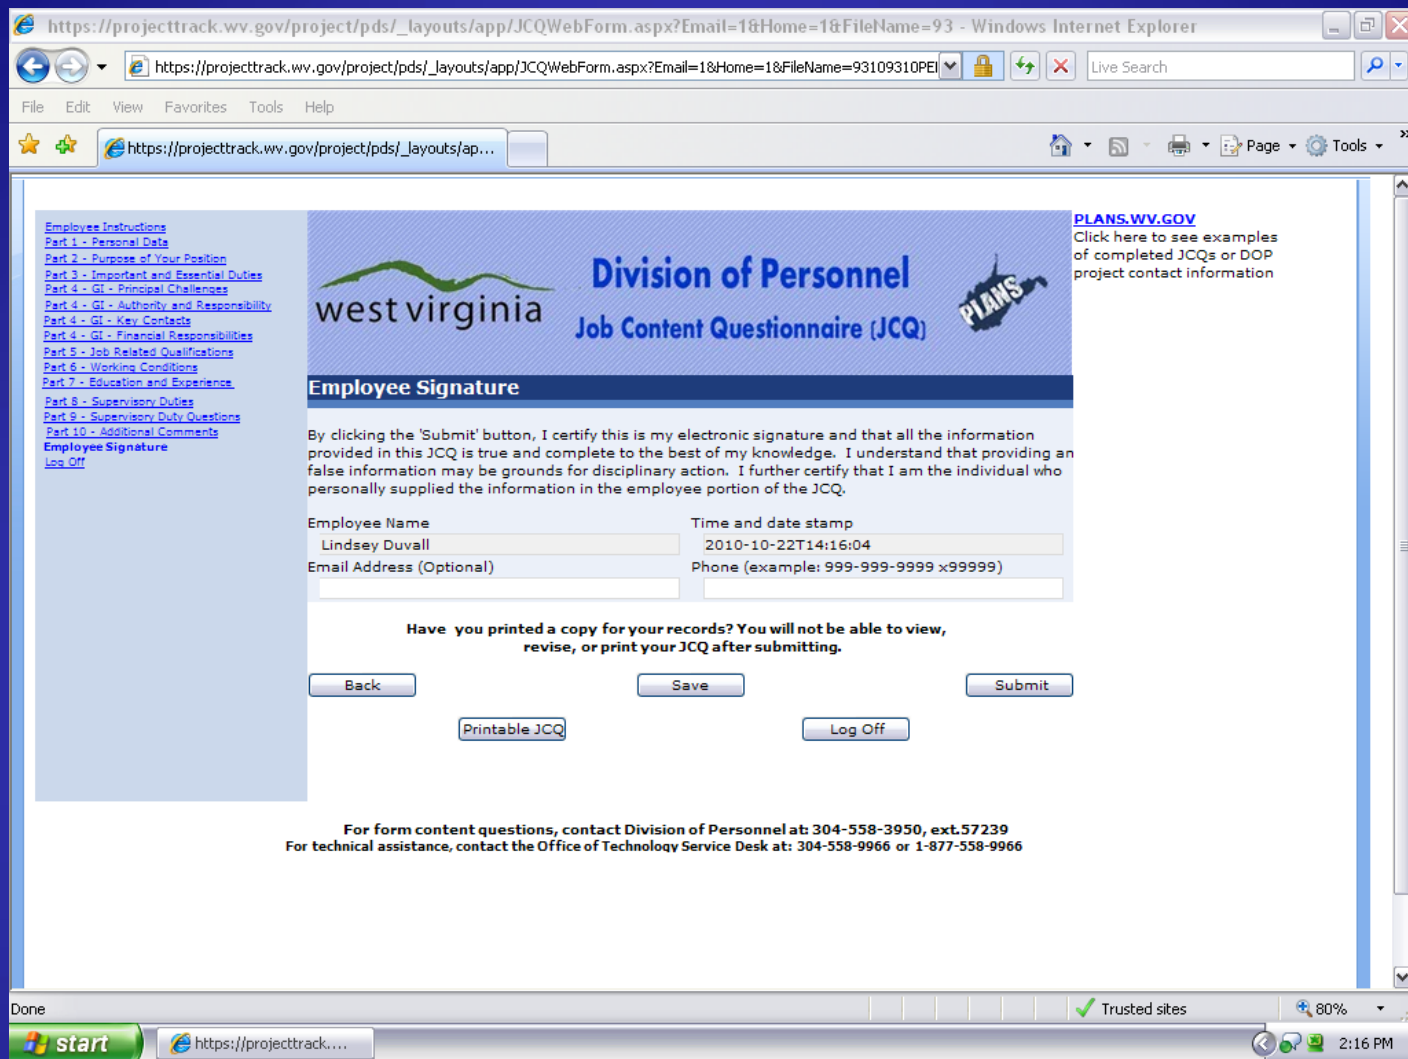 https://projecttrack.wv.gov/project/pds/_layouts/app/JCQWebForm.aspx?Email=1&Home=1&FileName=93 - Windows Internet Explorer
https://projecttrack.wv.gov/project/pds/_layouts/app/JCQWebForm.aspx?Email=1&Home=1&FileName=93109310PEI
Live Search
File Edit View Favorites Tools Help
https://projecttrack.wv.gov/project/pds/_layouts/ap...
Page Tools
Employee Instructions
Part 1 - Personal Data
Part 2 - Purpose of Your Position
Part 3 - Important and Essential Duties
Part 4 - GI - Principal Challenges
Part 4 - GI - Authority and Responsibility
Part 4 - GI - Key Contacts
Part 4 - GI - Financial Responsibilities
Part 5 - Job Related Qualifications
Part 6 - Working Conditions
Part 7 - Education and Experience
Part 8 - Supervisory Duties
Part 9 - Supervisory Duty Questions
Part 10 - Additional Comments
Employee Signature
Log Off
west virginia
Division of Personnel
Job Content Questionnaire (JCQ)
PLANS
PLANS.WV.GOV
Click here to see examples
of completed JCQs or DOP
project contact information
Employee Signature
By clicking the 'Submit' button, I certify this is my electronic signature and that all the information
provided in this JCQ is true and complete to the best of my knowledge. I understand that providing an
false information may be grounds for disciplinary action. I further certify that I am the individual who
personally supplied the information in the employee portion of the JCQ.
Employee Name Time and date stamp
Lindsey Duvall 2010-10-22T14:16:04
Email Address (Optional) Phone (example: 999-999-9999 x99999)
Have you printed a copy for your records? You will not be able to view,
revise, or print your JCQ after submitting.
Back Save Submit
Printable JCQ Log Off
For form content questions, contact Division of Personnel at: 304-558-3950, ext.57239
For technical assistance, contact the Office of Technology Service Desk at: 304-558-9966 or 1-877-558-9966
Done Trusted sites 80%
start https://projecttrack.... 2:16 PM